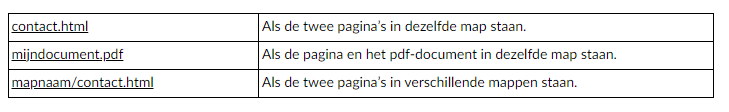 contact.html Als de twee pagina's in dezelfde map staan.
mijndocument.pdf Als de pagina en het pdf-document in dezelfde map staan.
mapnaam/contact.html Als de twee pagina's in verschillende mappen staan.